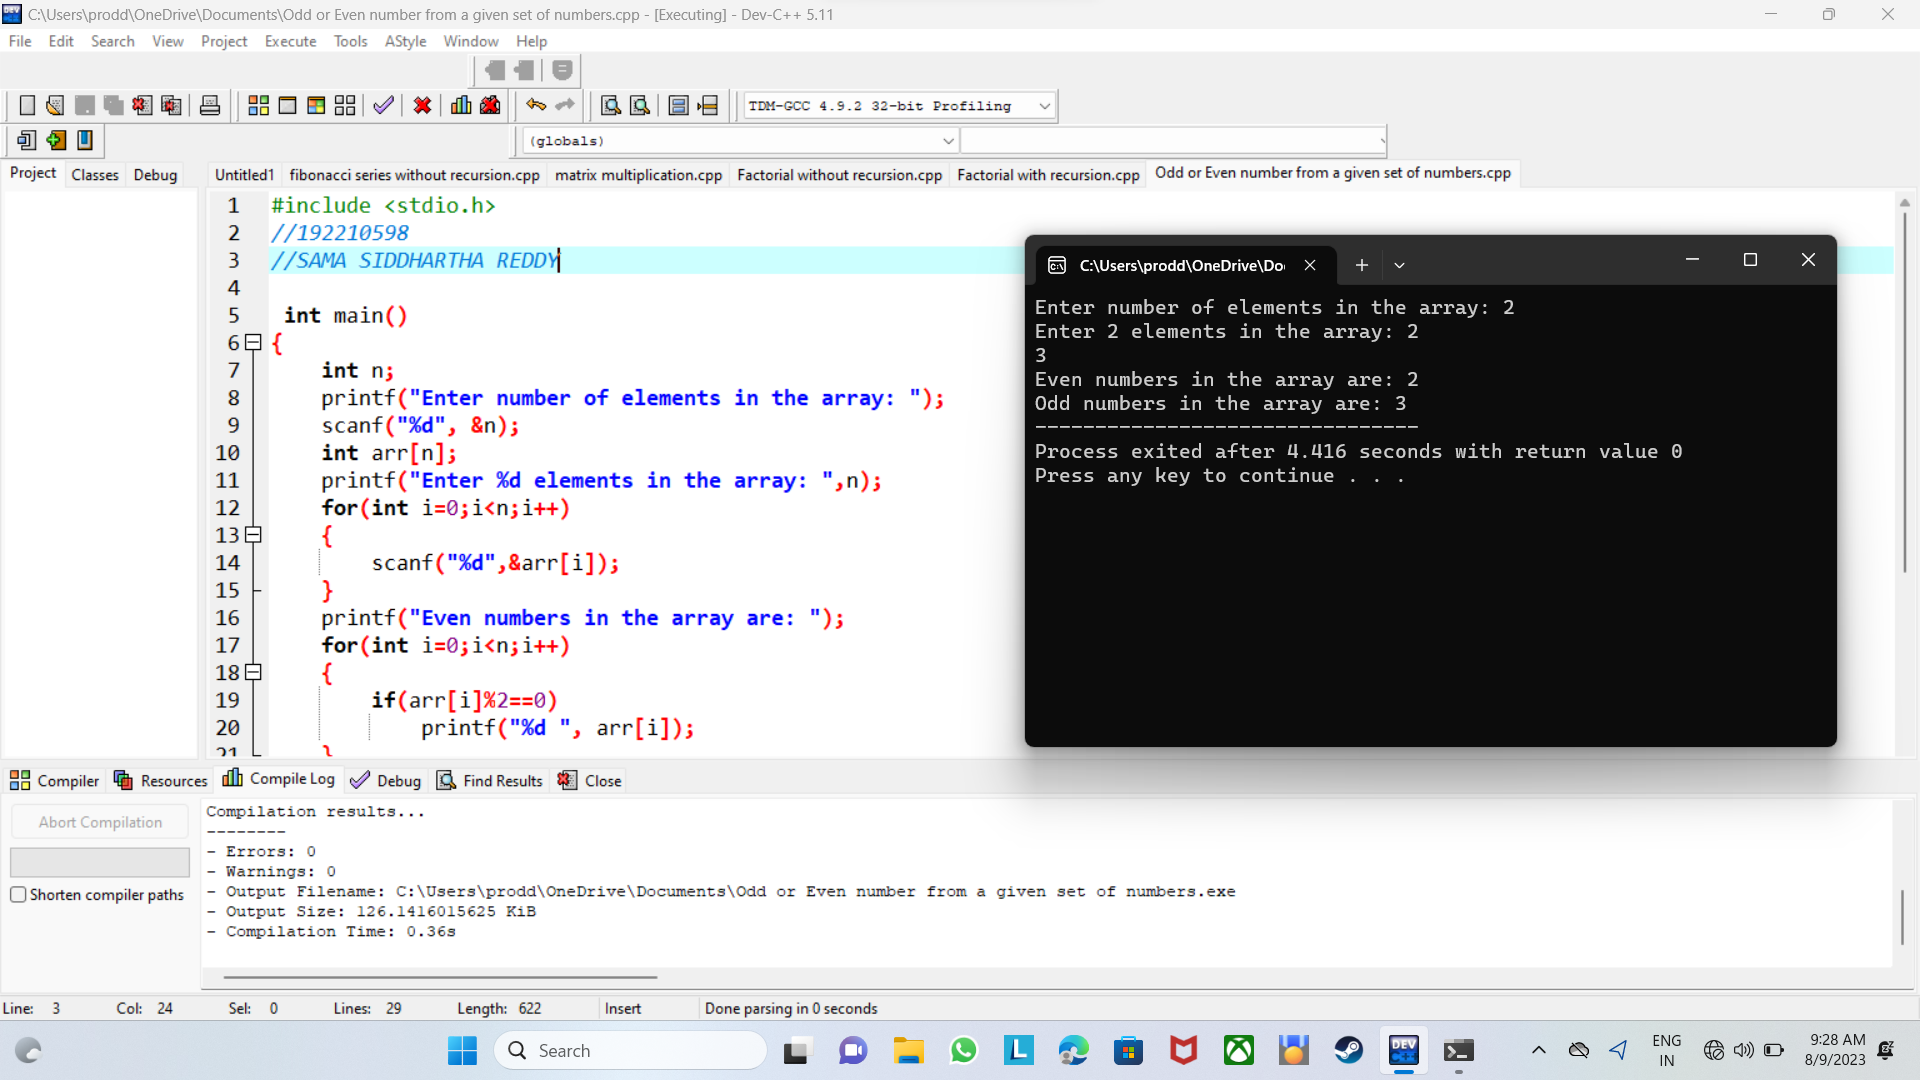 C:\Users\prodd\OneDrive\Documents\Odd or Even number from a given set of numbers.cpp - [Executing] - Dev-C++ 5.11
File Edit Search View Project Execute Tools AStyle Window Help
TDM-GCC 4.9.2 32-bit Profiling
(globals)
Project Classes Debug
Untitled1 fibonacci series without recursion.cpp matrix multiplication.cpp Factorial without recursion.cpp Factorial with recursion.cpp Odd or Even number from a given set of numbers.cpp
1 #include <stdio.h>
2 //192210598
3 //SAMA SIDDHARTHA REDDY
4
5 int main()
6 {
7 int n;
8 printf("Enter number of elements in the array: ");
9 scanf("%d", &n);
10 int arr[n];
11 printf("Enter %d elements in the array: ",n);
12 for(int i=0;i<n;i++)
13 {
14 scanf("%d",&arr[i]);
15 }
16 printf("Even numbers in the array are: ");
17 for(int i=0;i<n;i++)
18 {
19 if(arr[i]%2==0)
20 printf("%d ", arr[i]);
21 }
C:\Users\prodd\OneDrive\Do
Enter number of elements in the array: 2
Enter 2 elements in the array: 2
3
Even numbers in the array are: 2
Odd numbers in the array are: 3
--------------------------------
Process exited after 4.416 seconds with return value 0
Press any key to continue . . .
Compiler Resources Compile Log Debug Find Results Close
Abort Compilation
Shorten compiler paths
Compilation results...
--------
- Errors: 0
- Warnings: 0
- Output Filename: C:\Users\prodd\OneDrive\Documents\Odd or Even number from a given set of numbers.exe
- Output Size: 126.1416015625 KiB
- Compilation Time: 0.36s
Line: 3 Col: 24 Sel: 0 Lines: 29 Length: 622 Insert Done parsing in 0 seconds
Search
DEV C++
ENG
IN
9:28 AM
8/9/2023